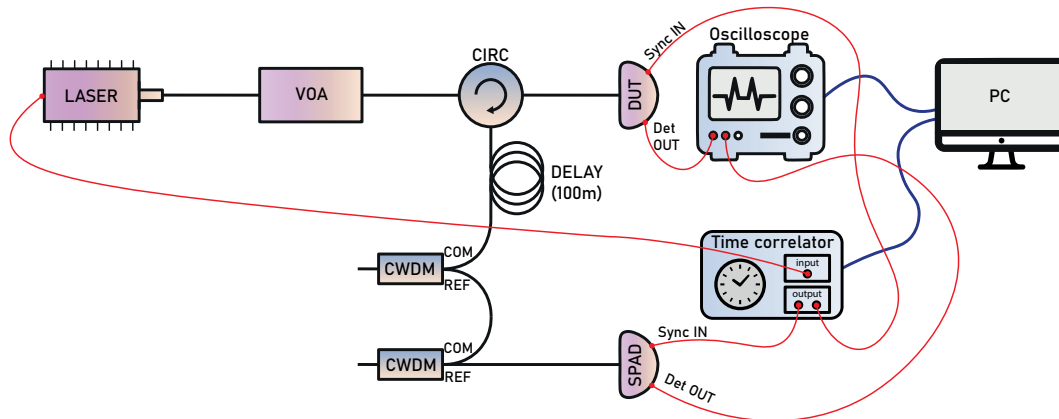 LASER
VOA
CIRC
DUT
Sync IN
Det
OUT
Oscilloscope
PC
DELAY
(100m)
CWDM
COM
REF
CWDM
COM
REF
SPAD
Sync IN
Det OUT
Time correlator
input
output